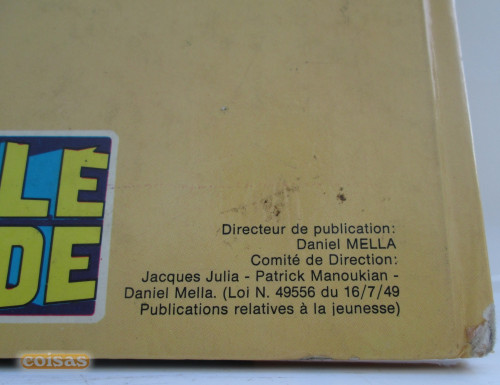 LE
DE
Directeur de publication:
Daniel MELLA
Comité de Direction:
Jacques Julia - Patrick Manoukian -
Daniel Mella. (Loi N. 49556 du 16/7/49
Publications relatives à la jeunesse)
coisas